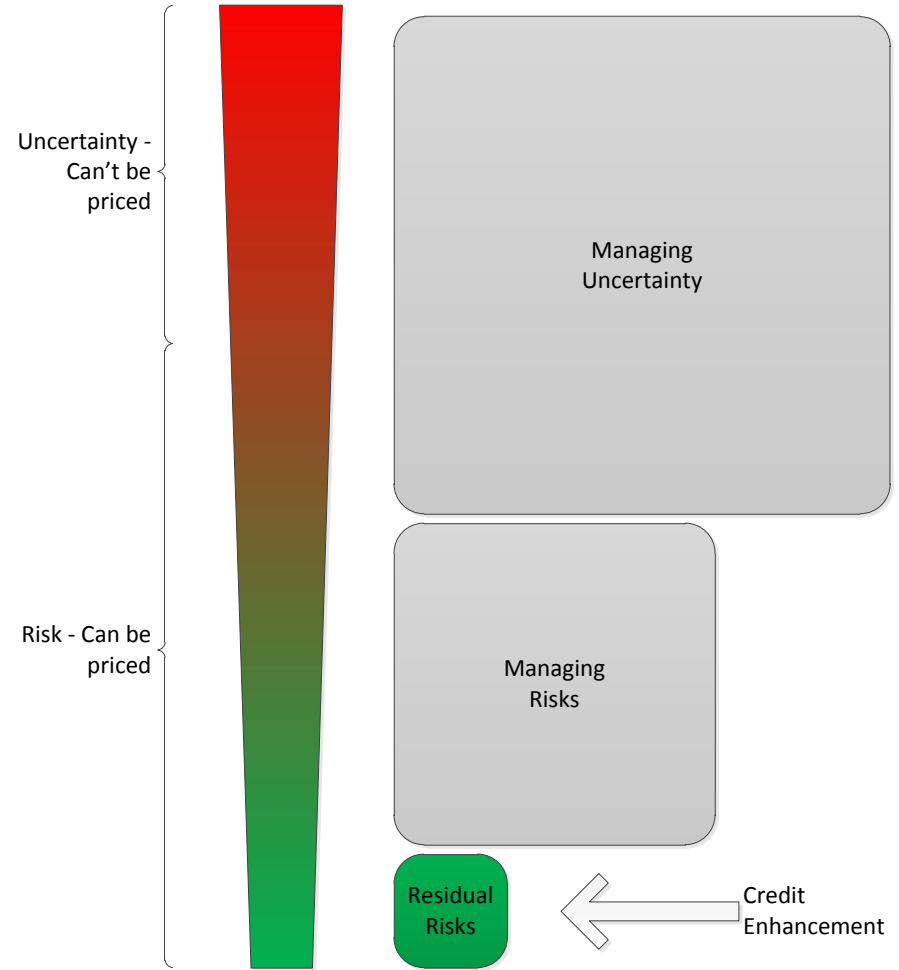 Uncertainty -
Can’t be
priced
Managing
Uncertainty
Risk - Can be
priced
Managing
Risks
Residual
Risks
Credit
Enhancement